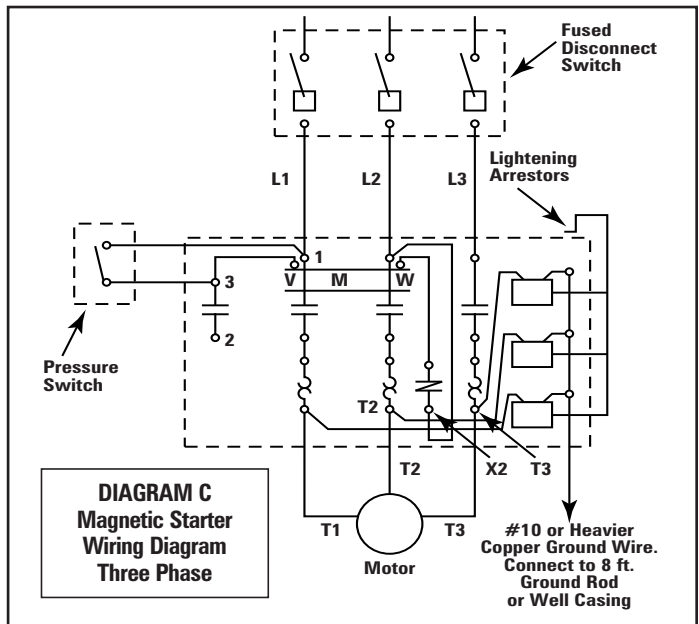 Fused
Disconnect
Switch
Lightening
Arrestors
L1
L2
L3
1
3
V
M
W
2
Pressure
Switch
T2
T2
X2
T3
T1
T3
Motor
DIAGRAM C
Magnetic Starter
Wiring Diagram
Three Phase
#10 or Heavier
Copper Ground Wire.
Connect to 8 ft.
Ground Rod
or Well Casing